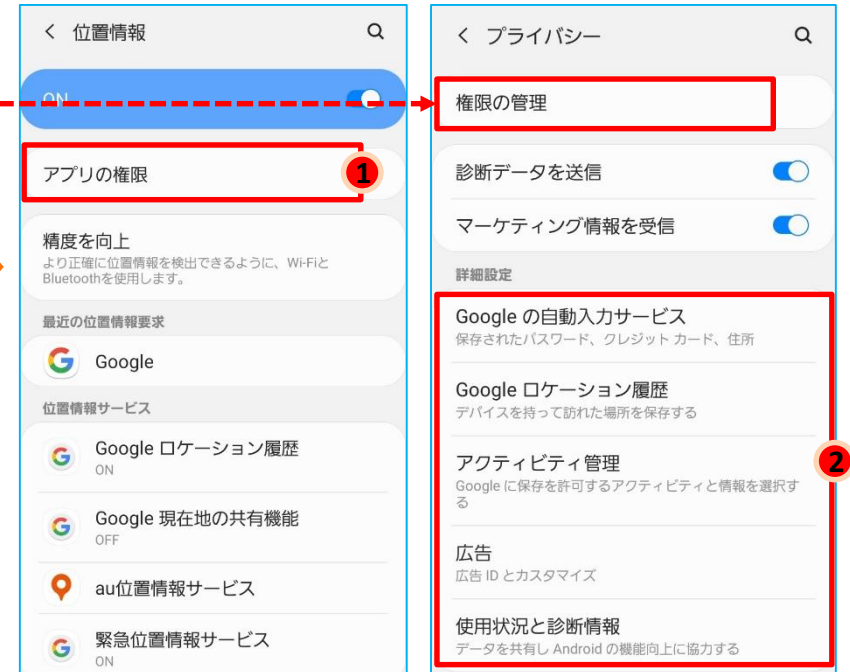 位置情報
ON
アプリの権限
1
精度を向上
より正確に位置情報を検出できるように、Wi-Fiと
Bluetoothを使用します。
最近の位置情報要求
Google
位置情報サービス
Google ロケーション履歴
ON
Google 現在地の共有機能
OFF
au位置情報サービス
緊急位置情報サービス
ON
プライバシー
権限の管理
診断データを送信
マーケティング情報を受信
詳細設定
Google の自動入力サービス
保存されたパスワード、クレジット カード、住所
Google ロケーション履歴
デバイスを持って訪れた場所を保存する
アクティビティ管理
Google に保存を許可するアクティビティと情報を選択す
る
2
広告
広告 ID とカスタマイズ
使用状況と診断情報
データを共有し Android の機能向上に協力する